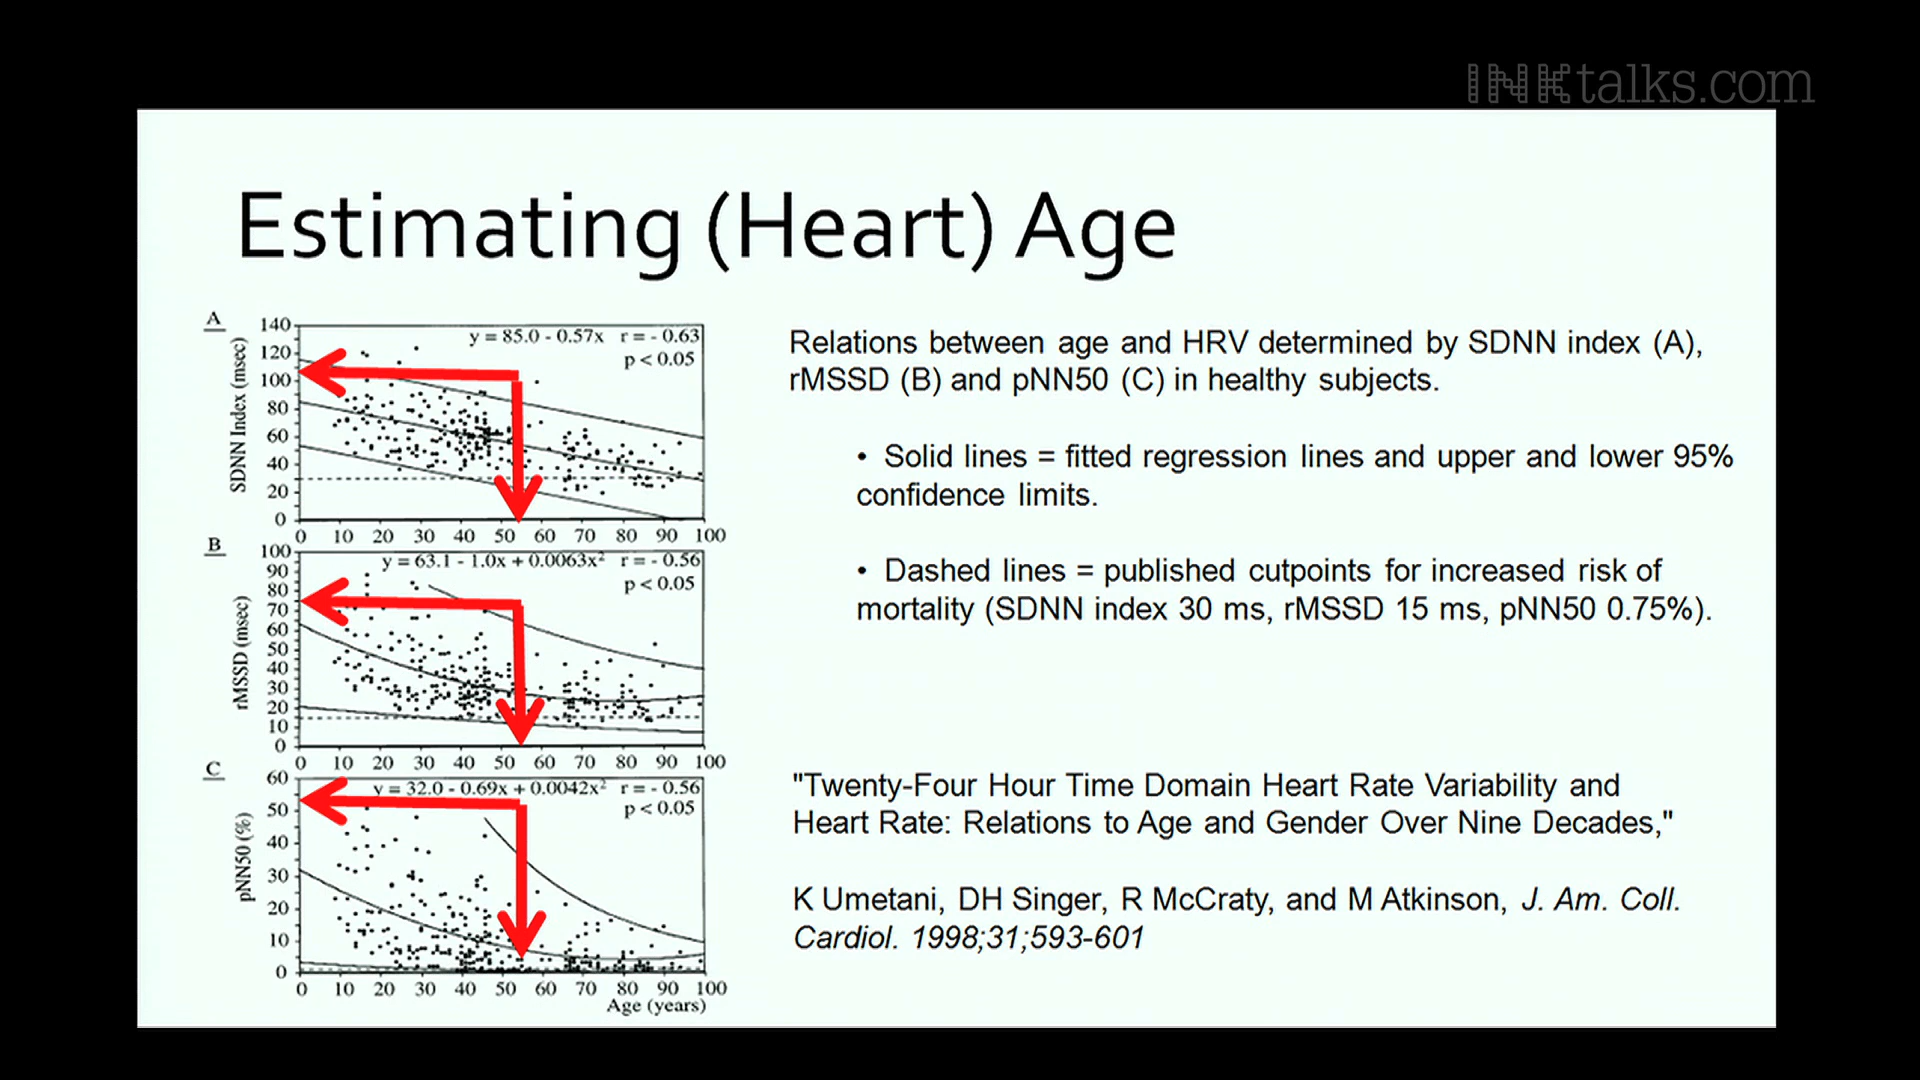 INKtalks.com
Estimating (Heart) Age
A
SDNN Index (msec)
140
120
100
80
60
40
20
0
y = 85.0 - 0.57x r = - 0.63
p < 0.05
0 10 20 30 40 50 60 70 80 90 100
B
rMSSD (msec)
100
90
80
70
60
50
40
30
20
10
0
y = 63.1 - 1.0x + 0.0063x² r = - 0.56
p < 0.05
0 10 20 30 40 50 60 70 80 90 100
C
pNN50 (%)
60
50
40
30
20
10
0
y = 32.0 - 0.69x + 0.0042x² r = - 0.56
p < 0.05
0 10 20 30 40 50 60 70 80 90 100
Age (years)
Relations between age and HRV determined by SDNN index (A),
rMSSD (B) and pNN50 (C) in healthy subjects.
• Solid lines = fitted regression lines and upper and lower 95%
confidence limits.
• Dashed lines = published cutpoints for increased risk of
mortality (SDNN index 30 ms, rMSSD 15 ms, pNN50 0.75%).
"Twenty-Four Hour Time Domain Heart Rate Variability and
Heart Rate: Relations to Age and Gender Over Nine Decades,"
K Umetani, DH Singer, R McCraty, and M Atkinson, J. Am. Coll.
Cardiol. 1998;31;593-601